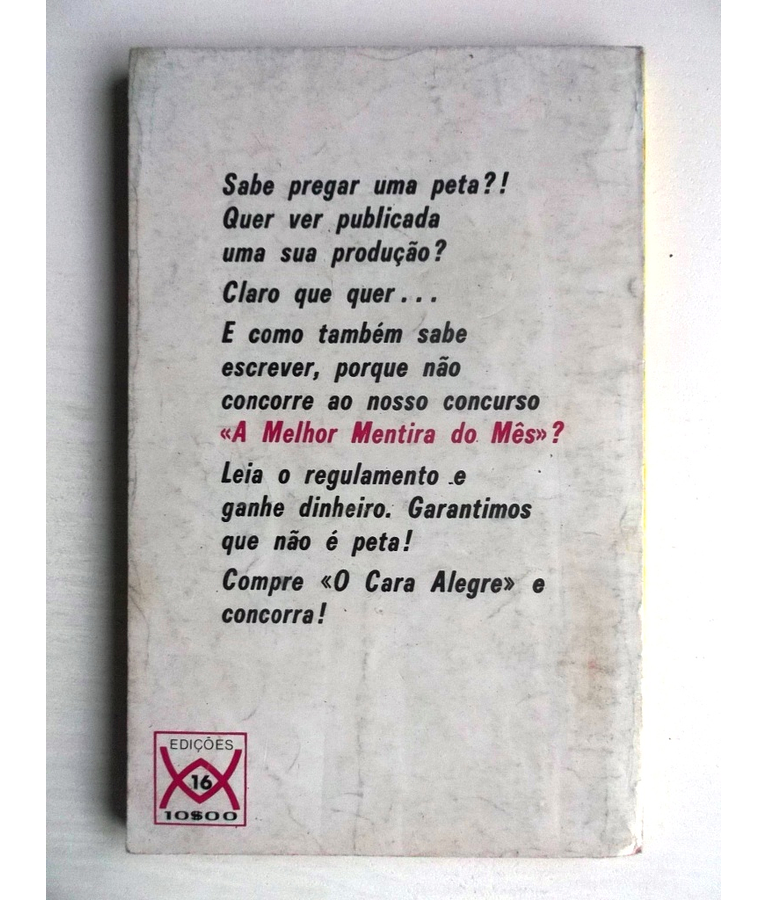 Sabe pregar uma peta?!
Quer ver publicada
uma sua produção?
Claro que quer...
E como também sabe
escrever, porque não
concorre ao nosso concurso
«A Melhor Mentira do Mês»?
Leia o regulamento e
ganhe dinheiro. Garantimos
que não é peta!
Compre «O Cara Alegre» e
concorra!
EDIÇÕES
16
10$00